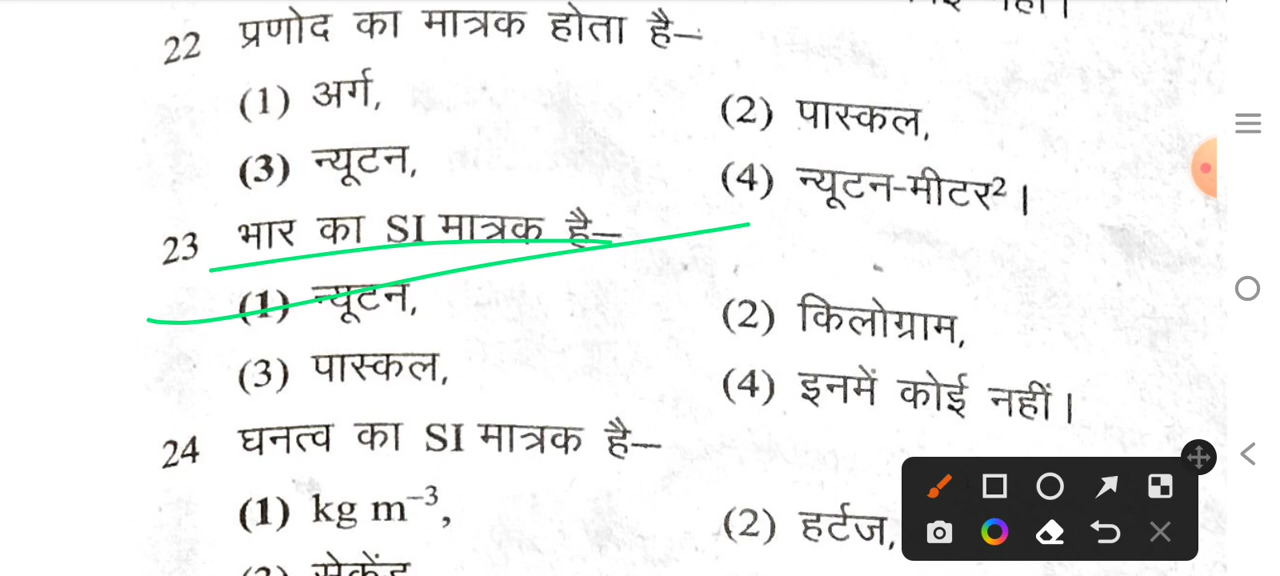 22 प्रणोद का मात्रक होता है–
(1) अर्ग, (2) पास्कल,
(3) न्यूटन, (4) न्यूटन-मीटर² ।
23 भार का SI मात्रक है–
(1) न्यूटन, (2) किलोग्राम,
(3) पास्कल, (4) इनमें कोई नहीं।
24 घनत्व का SI मात्रक है–
(1) kg m⁻³, (2) हर्टज,